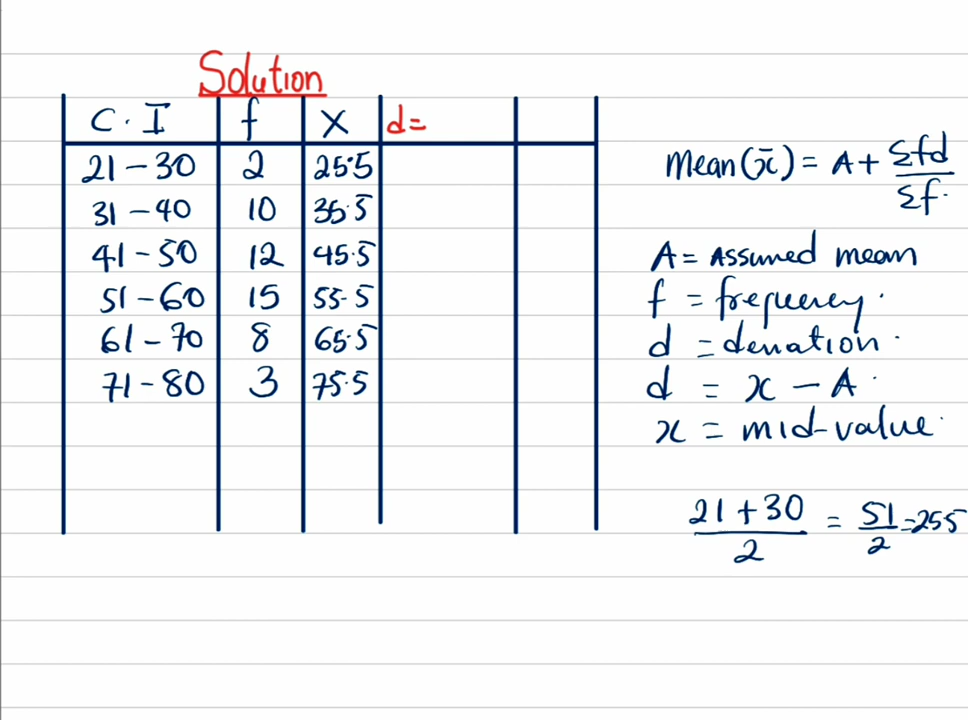 Solution
C.I f X d=
21-30 2 25.5
31-40 10 35.5
41-50 12 45.5
51-60 15 55.5
61-70 8 65.5
71-80 3 75.5
Mean(x̄) = A + Σfd/Σf.
A = Assumed mean
f = frequency.
d = deviation.
d = x - A.
x = mid-value.
21+30/2 = 51/2 = 255